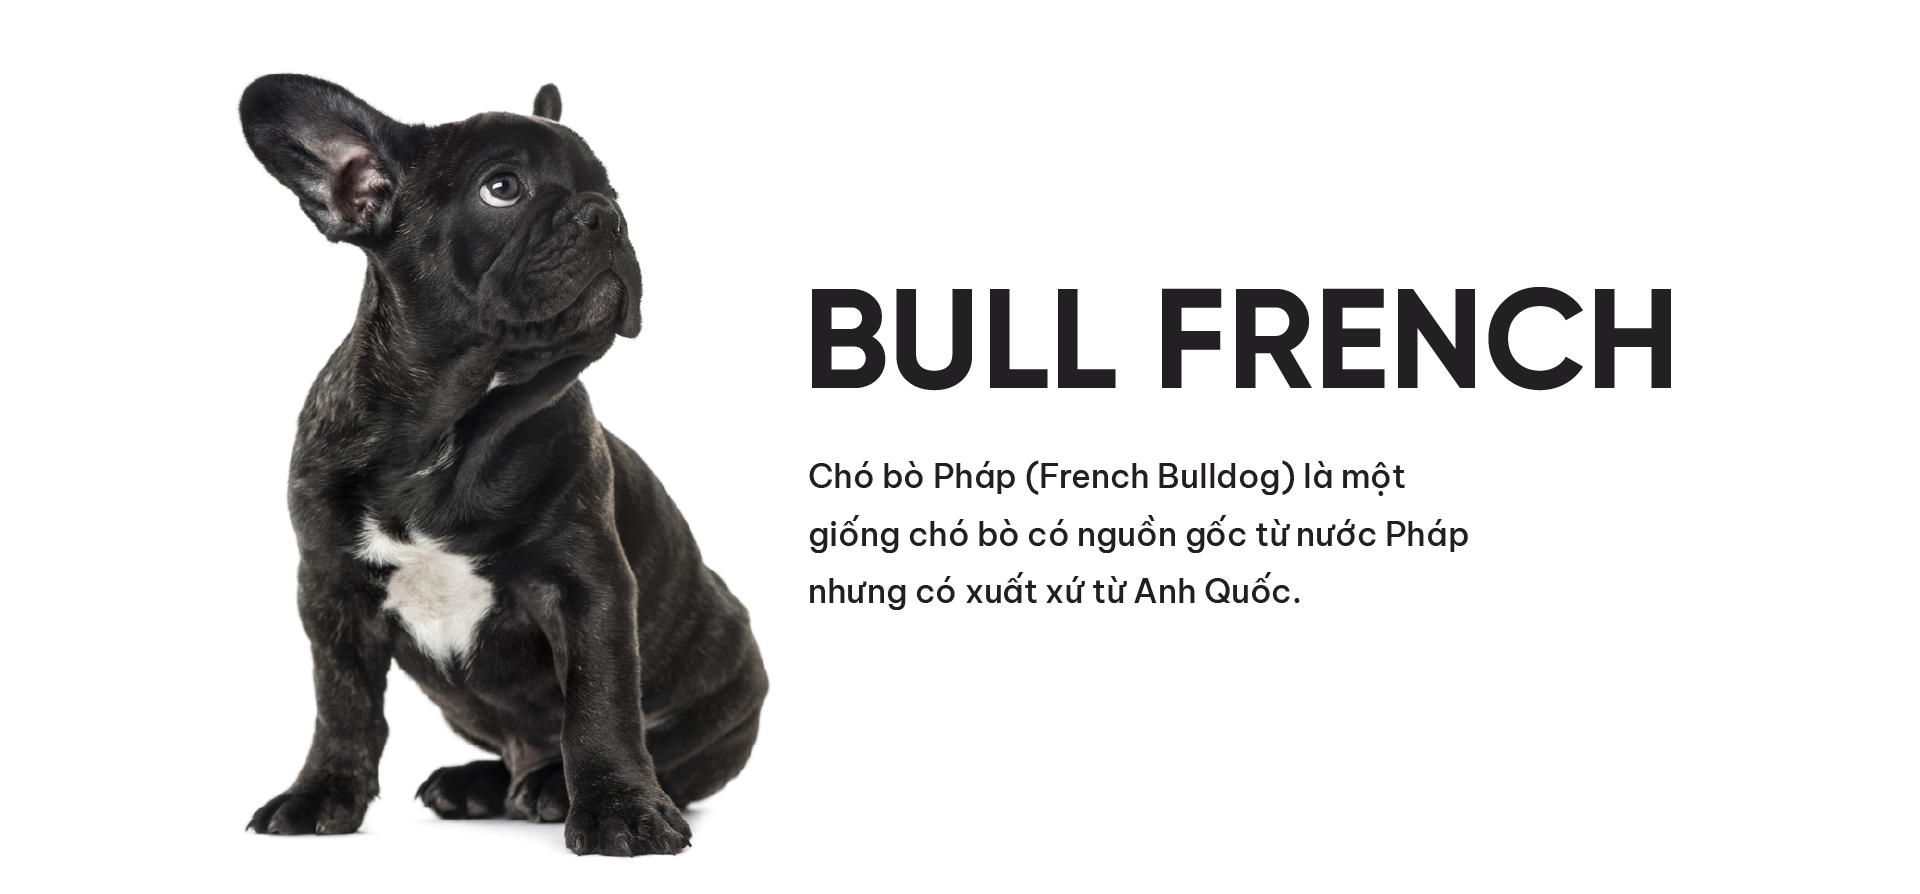 BULL FRENCH
Chó bò Pháp (French Bulldog) là một
giống chó bò có nguồn gốc từ nước Pháp
nhưng có xuất xứ từ Anh Quốc.